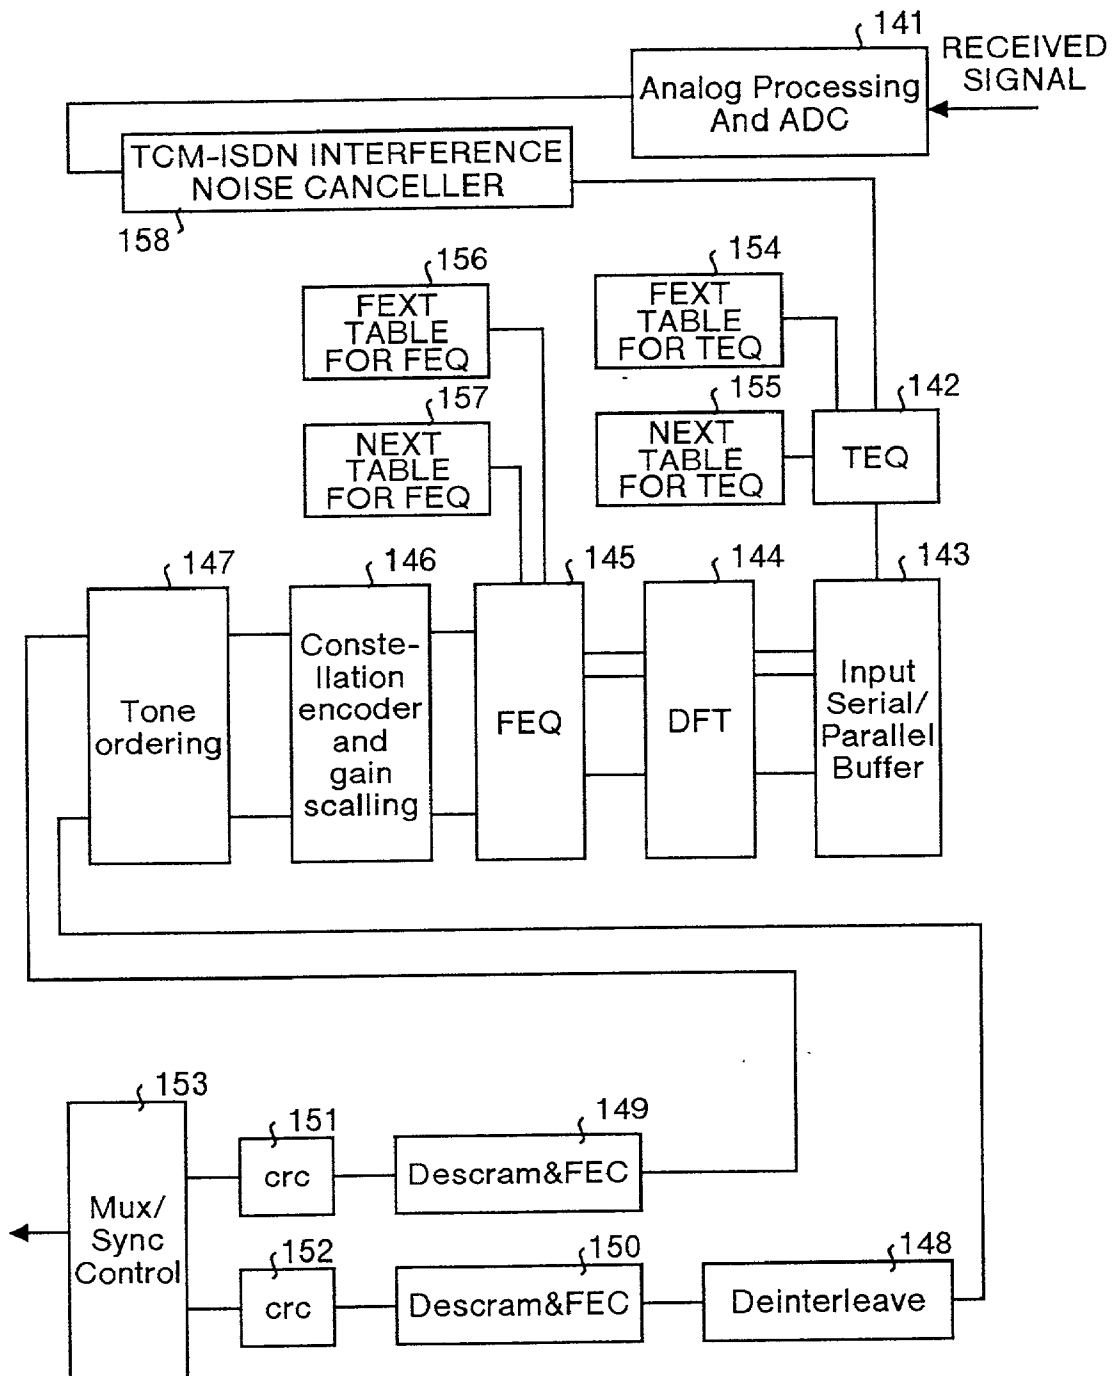 141
RECEIVED
SIGNAL
Analog Processing
And ADC
TCM-ISDN INTERFERENCE
NOISE CANCELLER
158
156
FEXT
TABLE
FOR FEQ
154
FEXT
TABLE
FOR TEQ
157
NEXT
TABLE
FOR FEQ
155
NEXT
TABLE
FOR TEQ
142
TEQ
147
Tone
ordering
146
Conste-
llation
encoder
and
gain
scalling
145
FEQ
144
DFT
143
Input
Serial/
Parallel
Buffer
153
Mux/
Sync
Control
151
crc
149
Descram&FEC
152
crc
150
Descram&FEC
148
Deinterleave